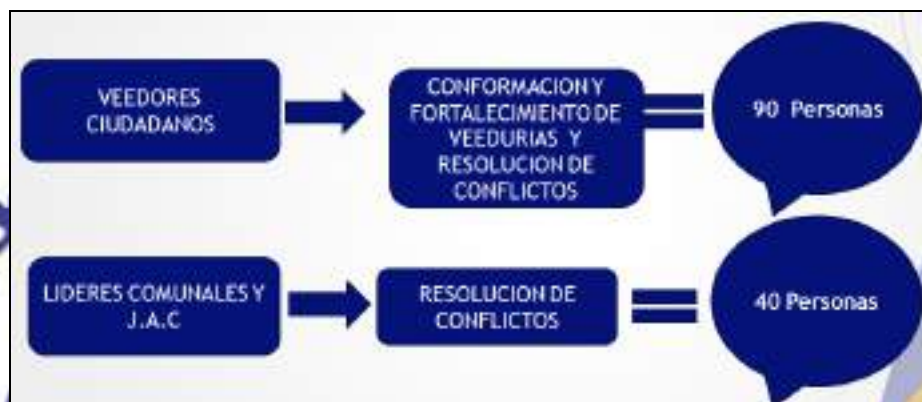 VEEDORES
CIUDADANOS
CONFORMACION Y
FORTALECIMIENTO DE
VEEDURIAS Y
RESOLUCION DE
CONFLICTOS
90 Personas
LIDERES COMUNALES Y
J.A.C
RESOLUCION DE
CONFLICTOS
40 Personas